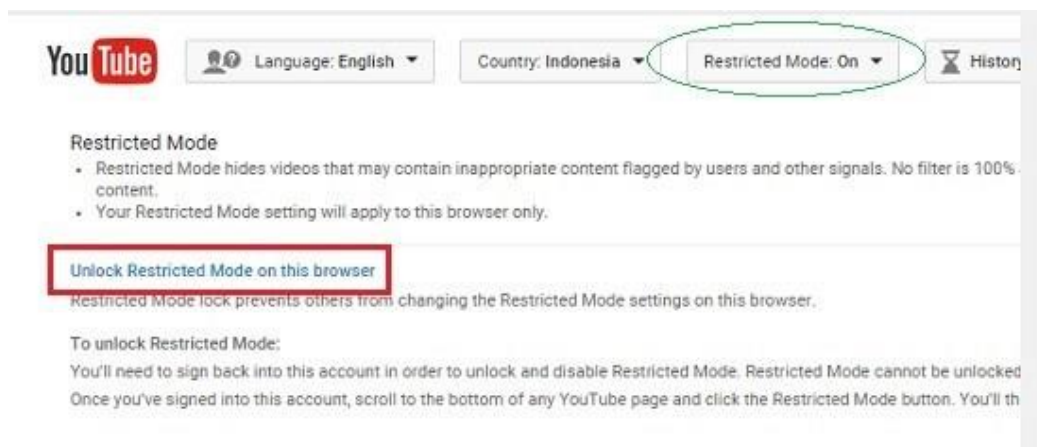 YouTube Language: English Country: Indonesia Restricted Mode: On History
Restricted Mode
• Restricted Mode hides videos that may contain inappropriate content flagged by users and other signals. No filter is 100%
content.
• Your Restricted Mode setting will apply to this browser only.
Unlock Restricted Mode on this browser
Restricted Mode lock prevents others from changing the Restricted Mode settings on this browser.
To unlock Restricted Mode:
You'll need to sign back into this account in order to unlock and disable Restricted Mode. Restricted Mode cannot be unlocked
Once you've signed into this account, scroll to the bottom of any YouTube page and click the Restricted Mode button. You'll th